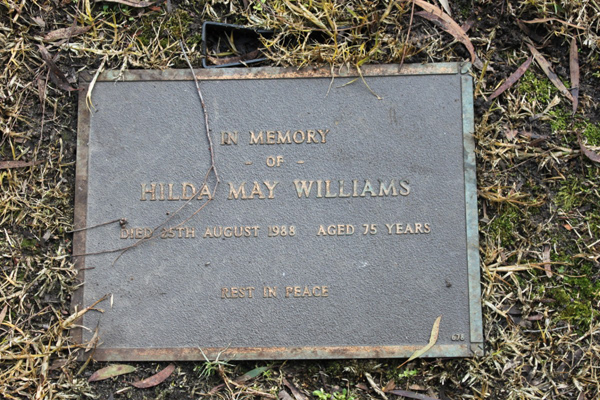 IN MEMORY
- OF -
HILDA MAY WILLIAMS
DIED 25TH AUGUST 1988 AGED 75 YEARS
REST IN PEACE